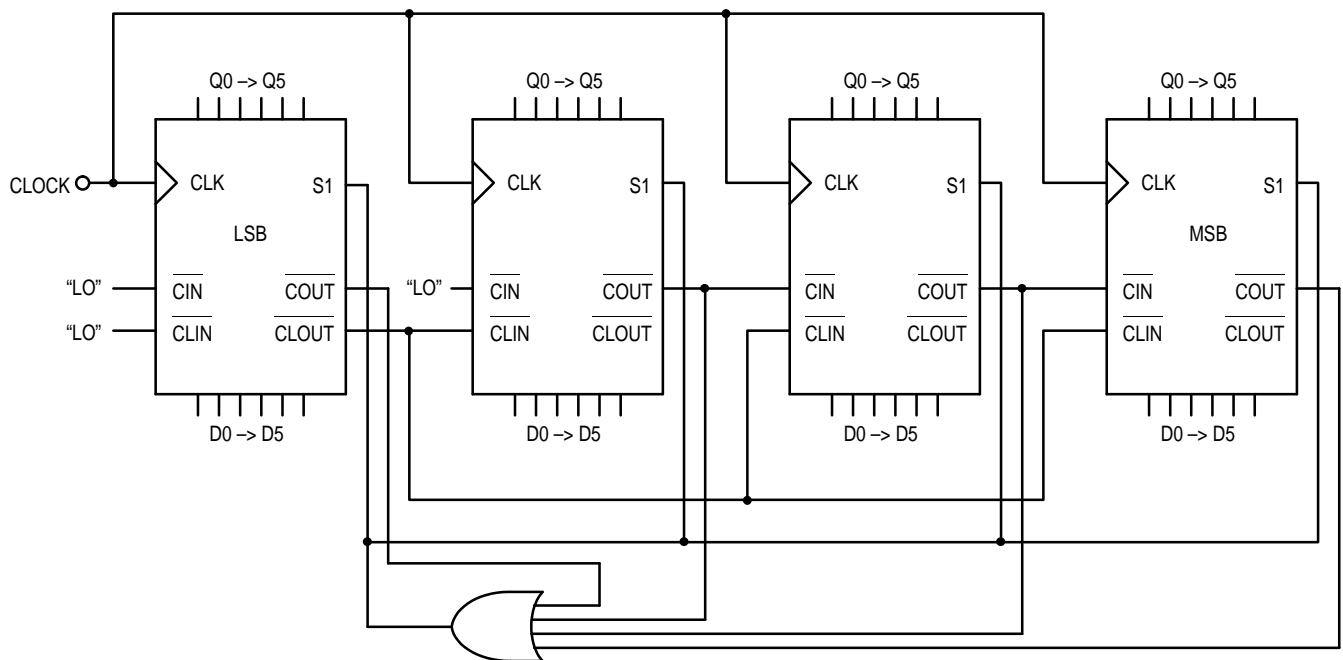 Q0 –> Q5 Q0 –> Q5 Q0 –> Q5 Q0 –> Q5
CLOCK CLK S1 CLK S1 CLK S1 CLK S1
LSB MSB
“LO” CIN COUT “LO” CIN COUT CIN COUT CIN COUT
“LO” CLIN CLOUT CLIN CLOUT CLIN CLOUT CLIN CLOUT
D0 –> D5 D0 –> D5 D0 –> D5 D0 –> D5